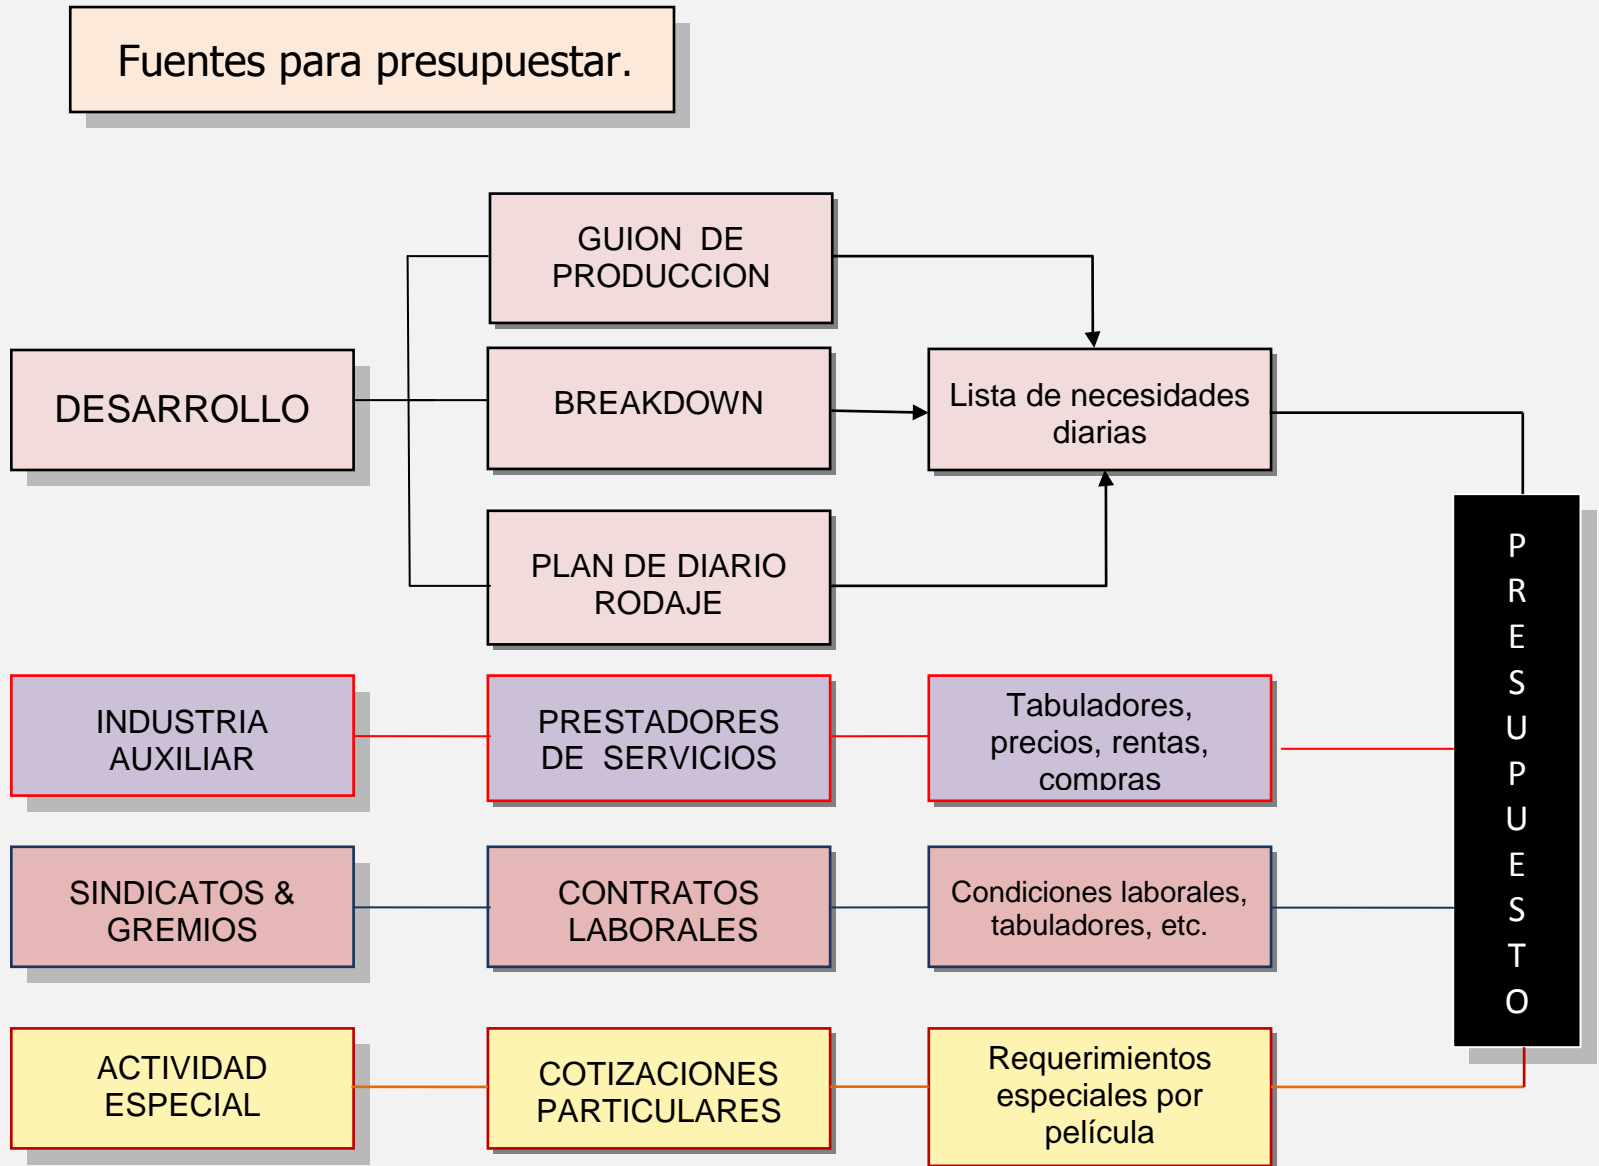 Fuentes para presupuestar.
GUION DE
PRODUCCION
DESARROLLO
BREAKDOWN
Lista de necesidades
diarias
PLAN DE DIARIO
RODAJE
INDUSTRIA
AUXILIAR
PRESTADORES
DE SERVICIOS
Tabuladores,
precios, rentas,
compras
SINDICATOS &
GREMIOS
CONTRATOS
LABORALES
Condiciones laborales,
tabuladores, etc.
ACTIVIDAD
ESPECIAL
COTIZACIONES
PARTICULARES
Requerimientos
especiales por
película
P
R
E
S
U
P
U
E
S
T
O